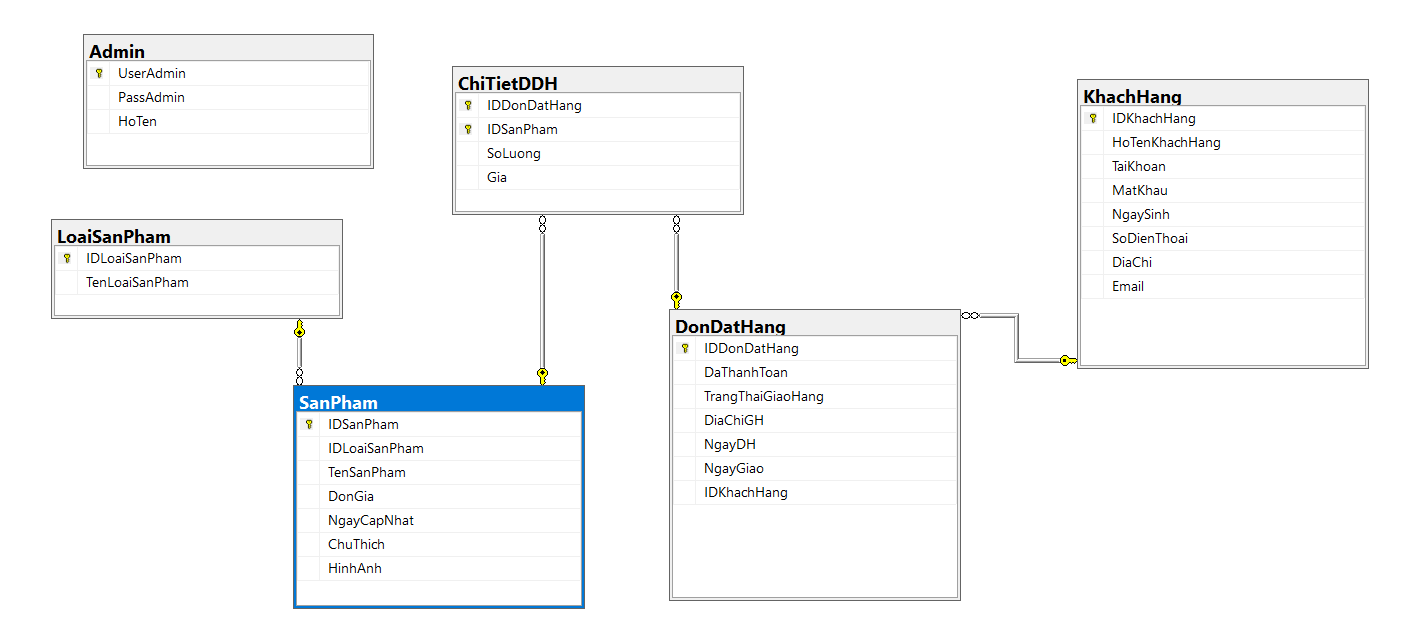 Admin
UserAdmin
PassAdmin
HoTen
ChiTietDDH
IDDonDatHang
IDSanPham
SoLuong
Gia
KhachHang
IDKhachHang
HoTenKhachHang
TaiKhoan
MatKhau
NgaySinh
SoDienThoai
DiaChi
Email
LoaiSanPham
IDLoaiSanPham
TenLoaiSanPham
DonDatHang
IDDonDatHang
DaThanhToan
TrangThaiGiaoHang
DiaChiGH
NgayDH
NgayGiao
IDKhachHang
SanPham
IDSanPham
IDLoaiSanPham
TenSanPham
DonGia
NgayCapNhat
ChuThich
HinhAnh